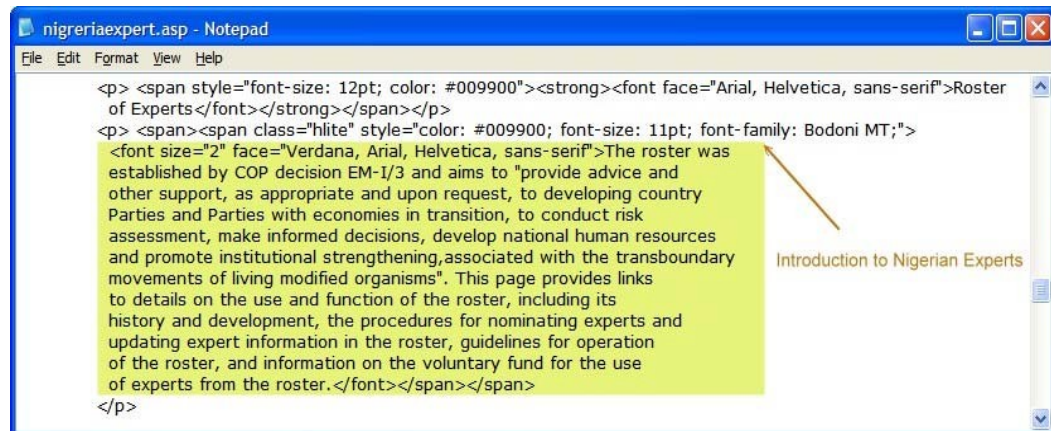 nigreriaexpert.asp - Notepad
File Edit Format View Help
<p> <span style="font-size: 12pt; color: #009900"><strong><font face="Arial, Helvetica, sans-serif">Roster
of Experts</font></strong></span></p>
<p> <span><span class="hlite" style="color: #009900; font-size: 11pt; font-family: Bodoni MT;">
<font size="2" face="Verdana, Arial, Helvetica, sans-serif">The roster was
established by COP decision EM-I/3 and aims to "provide advice and
other support, as appropriate and upon request, to developing country
Parties and Parties with economies in transition, to conduct risk
assessment, make informed decisions, develop national human resources
and promote institutional strengthening,associated with the transboundary
movements of living modified organisms". This page provides links
to details on the use and function of the roster, including its
history and development, the procedures for nominating experts and
updating expert information in the roster, guidelines for operation
of the roster, and information on the voluntary fund for the use
of experts from the roster.</font></span></span>
</p>
Introduction to Nigerian Experts